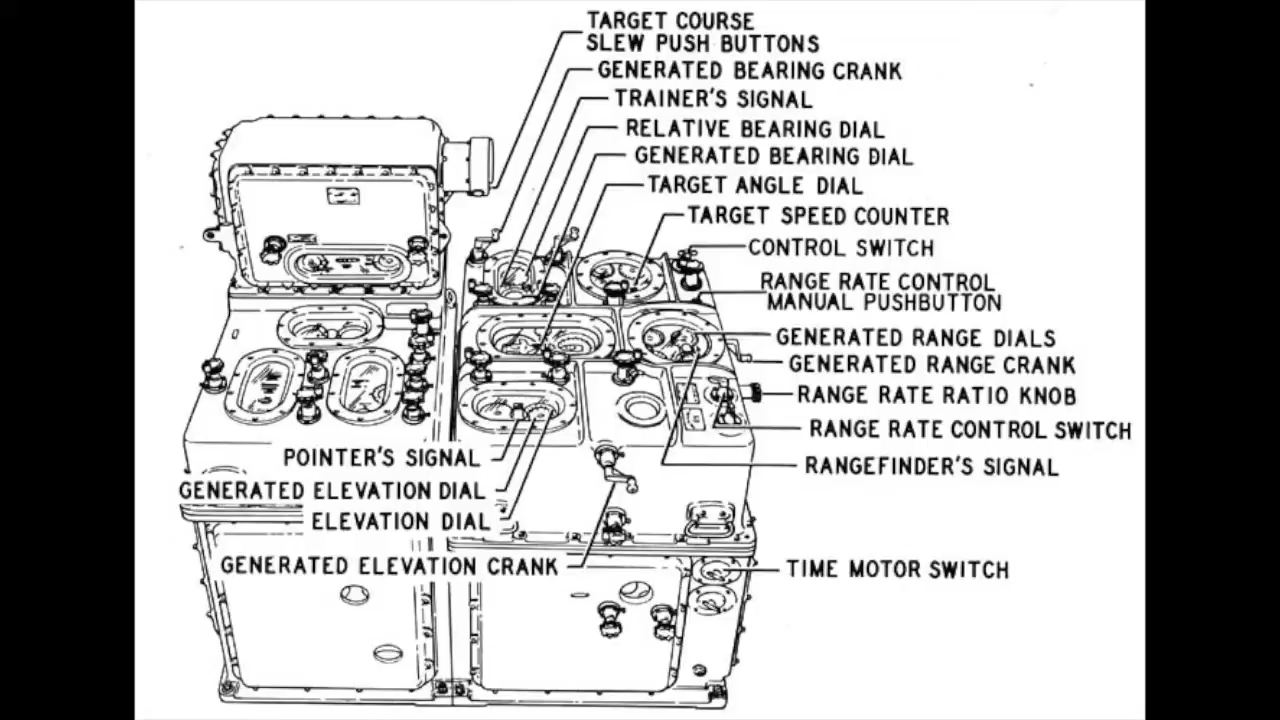 TARGET COURSE
SLEW PUSH BUTTONS
GENERATED BEARING CRANK
TRAINER'S SIGNAL
RELATIVE BEARING DIAL
GENERATED BEARING DIAL
TARGET ANGLE DIAL
TARGET SPEED COUNTER
CONTROL SWITCH
RANGE RATE CONTROL
MANUAL PUSHBUTTON
GENERATED RANGE DIALS
GENERATED RANGE CRANK
RANGE RATE RATIO KNOB
RANGE RATE CONTROL SWITCH
RANGEFINDER'S SIGNAL
POINTER'S SIGNAL
GENERATED ELEVATION DIAL
ELEVATION DIAL
GENERATED ELEVATION CRANK
TIME MOTOR SWITCH